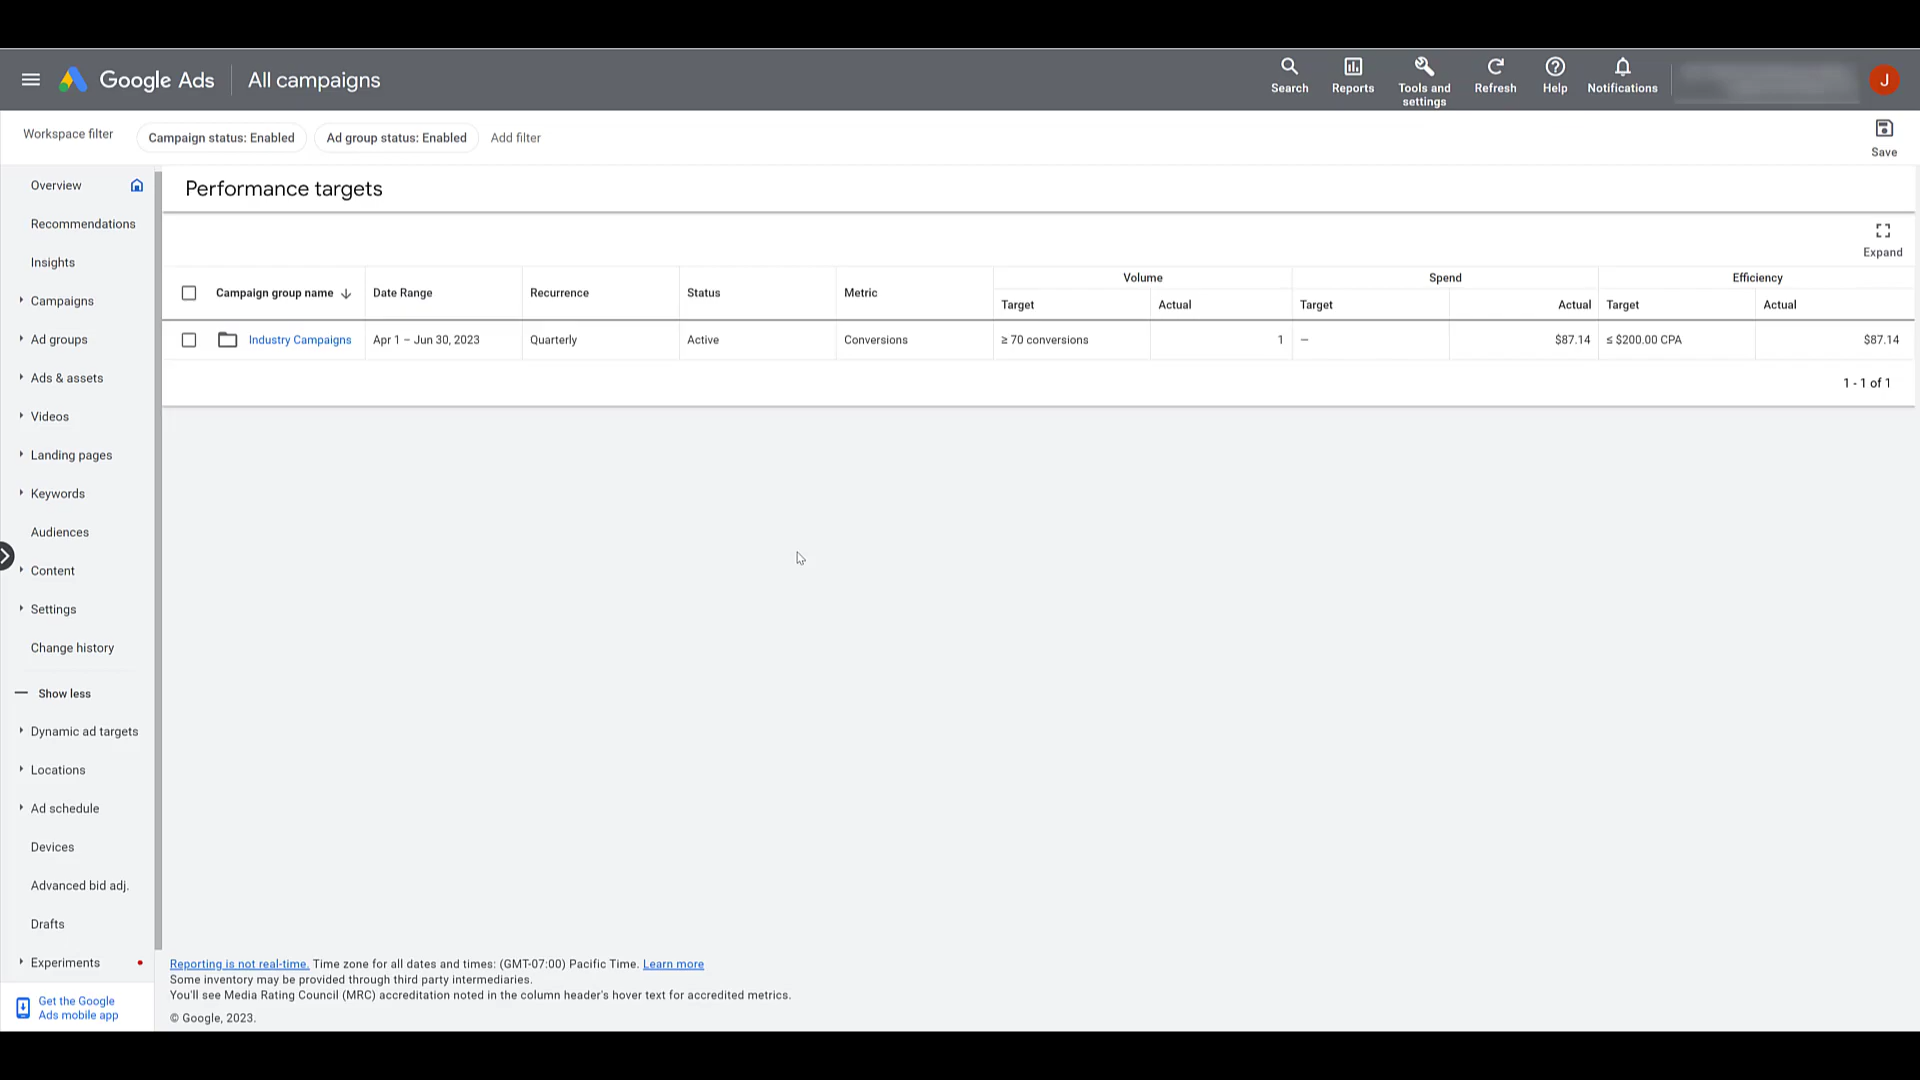 Google Ads
All campaigns
Search
Reports
Tools and
settings
Refresh
Help
Notifications
J
Workspace filter
Campaign status: Enabled
Ad group status: Enabled
Add filter
Save
Overview
Recommendations
Insights
Campaigns
Ad groups
Ads & assets
Videos
Landing pages
Keywords
Audiences
Content
Settings
Change history
Show less
Dynamic ad targets
Locations
Ad schedule
Devices
Advanced bid adj.
Drafts
Experiments
Get the Google
Ads mobile app
Performance targets
Expand
Campaign group name
Date Range
Recurrence
Status
Metric
Volume
Spend
Efficiency
Target
Actual
Target
Actual
Target
Actual
Industry Campaigns
Apr 1 – Jun 30, 2023
Quarterly
Active
Conversions
≥ 70 conversions
1
—
$87.14
≤ $200.00 CPA
$87.14
1 - 1 of 1
Reporting is not real-time. Time zone for all dates and times: (GMT-07:00) Pacific Time. Learn more
Some inventory may be provided through third party intermediaries.
You'll see Media Rating Council (MRC) accreditation noted in the column header's hover text for accredited metrics.
© Google, 2023.